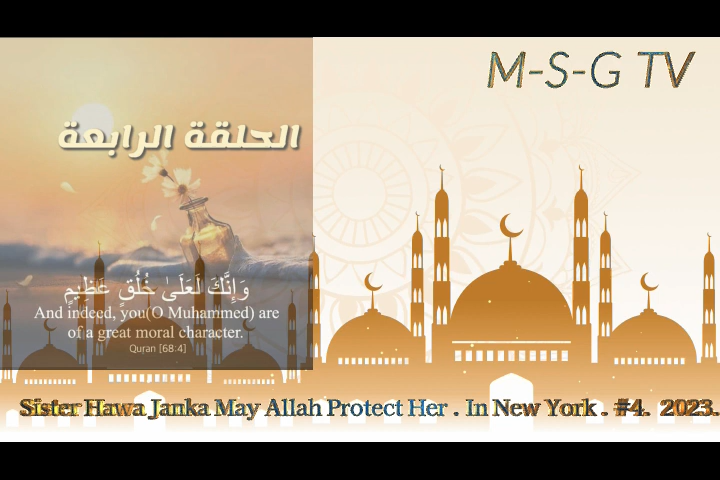 M-S-G TV
الحلقة الرابعة
وَإِنَّكَ لَعَلَىٰ خُلُقٍ عَظِيمٍ
And indeed, you(O Muhammed) are
of a great moral character.
Quran [68:4]
Sister Hawa Janka May Allah Protect Her . In New York . #4. 2023.